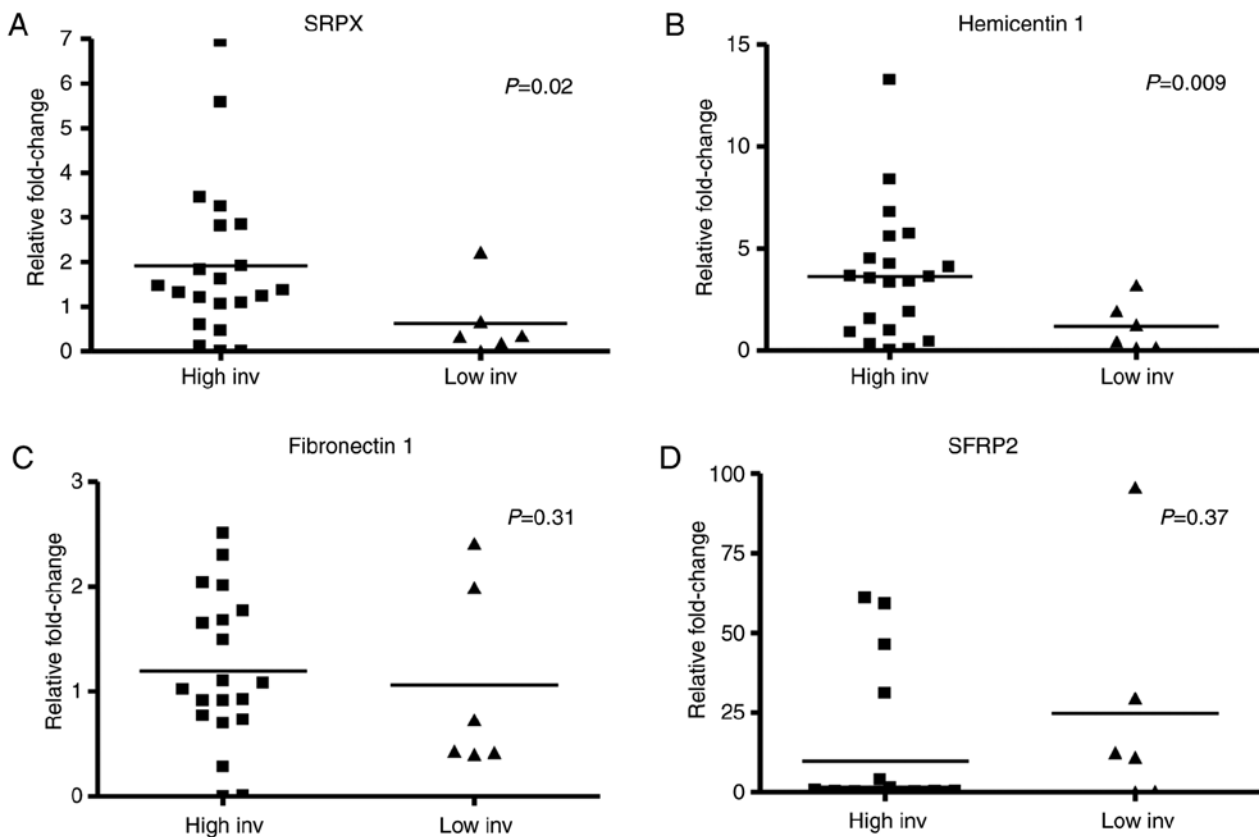 A
SRPX
Relative fold-change
7
6
5
4
3
2
1
0
P=0.02
High inv
Low inv
B
Hemicentin 1
Relative fold-change
15
10
5
0
P=0.009
High inv
Low inv
C
Fibronectin 1
Relative fold-change
3
2
1
0
P=0.31
High inv
Low inv
D
SFRP2
Relative fold-change
100
75
50
25
0
P=0.37
High inv
Low inv